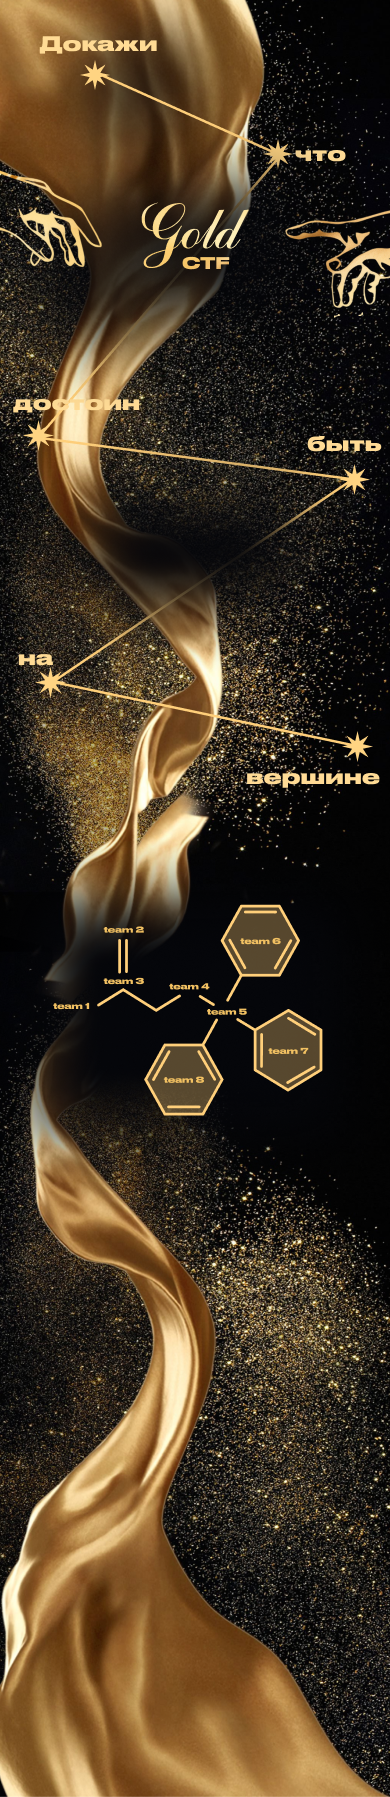 Докажи
что
Gold
CTF
достоин
быть
на
вершине
team 2
team 6
team 3
team 4
team 1
team 5
team 7
team 8